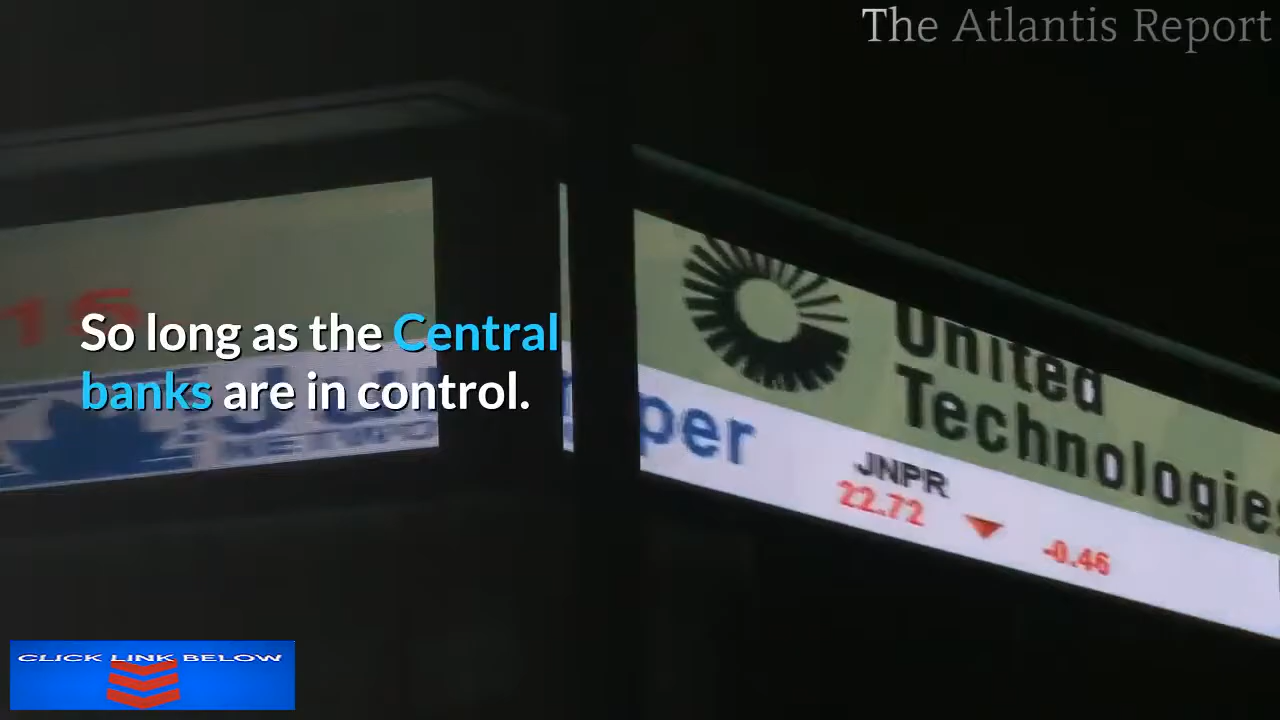 The Atlantis Report
United
Technologies
15
So long as the Central
banks are in control.
per
JNPR
22.72
-0.46
CLICK LINK BELOW